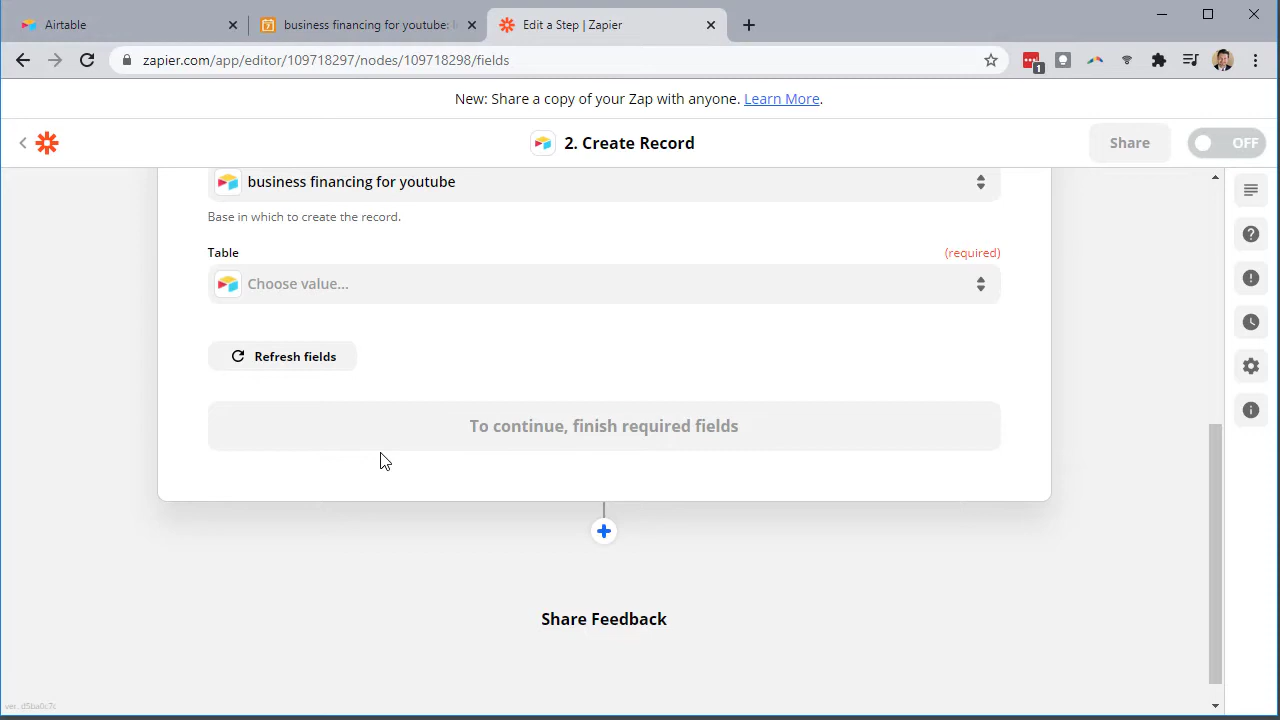 Airtable
business financing for youtube: l
Edit a Step | Zapier
zapier.com/app/editor/109718297/nodes/109718298/fields
1
New: Share a copy of your Zap with anyone. Learn More.
2. Create Record
Share
OFF
business financing for youtube
Base in which to create the record.
Table
(required)
Choose value...
Refresh fields
To continue, finish required fields
Share Feedback
ver. d5ba0c7c